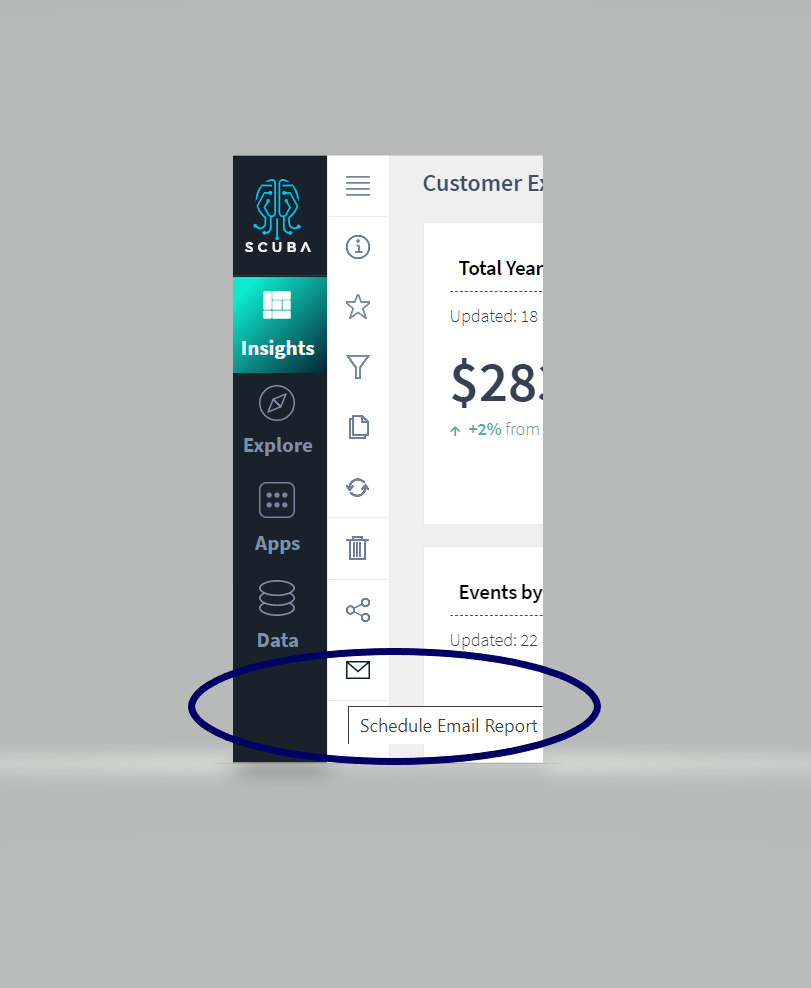 SCUBA
Insights
Explore
Apps
Data
Customer
Total Year
Updated: 18
$28
+2% from
Events by
Updated: 22
Schedule Email Report